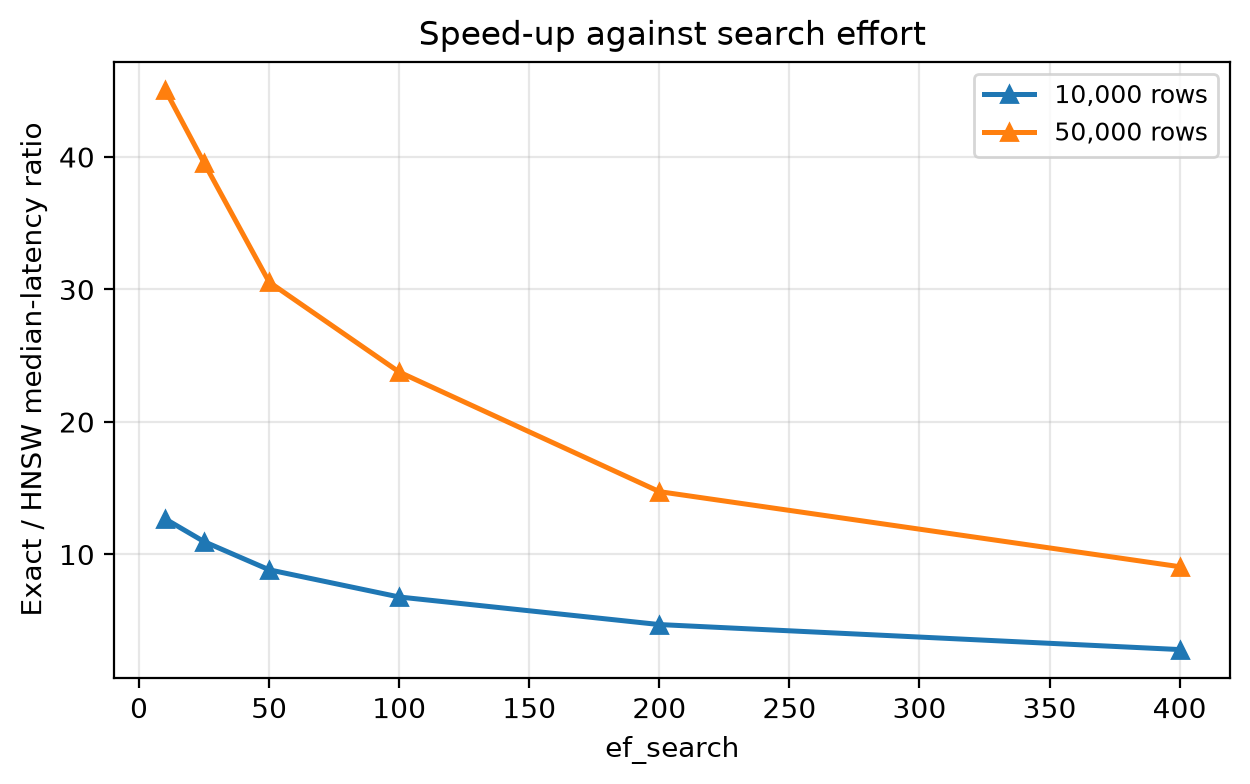 Speed-up against search effort
Exact / HNSW median-latency ratio
40
30
20
10
10,000 rows
50,000 rows
0 50 100 150 200 250 300 350 400
ef_search